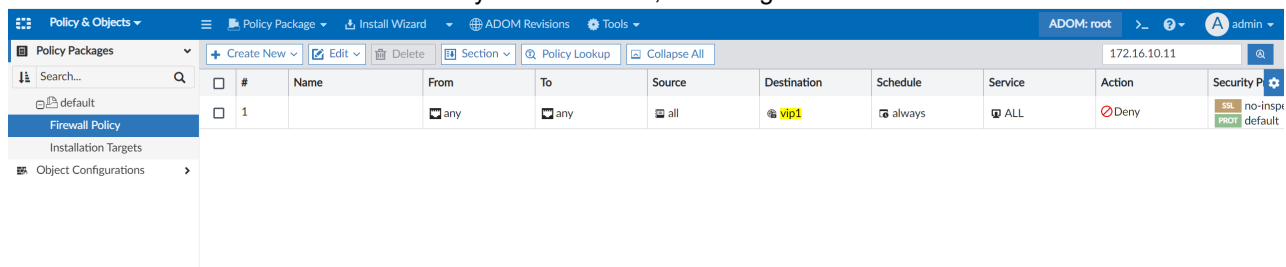 Policy & Objects
Policy Package Install Wizard ADOM Revisions Tools ADOM: root >_ ? A admin
Policy Packages
+ Create New Edit Delete Section Policy Lookup Collapse All 172.16.10.11
Search...
# Name From To Source Destination Schedule Service Action Security P
default
1 any any all vip1 always ALL Deny SSL no-inspe
PROT default
Firewall Policy
Installation Targets
Object Configurations